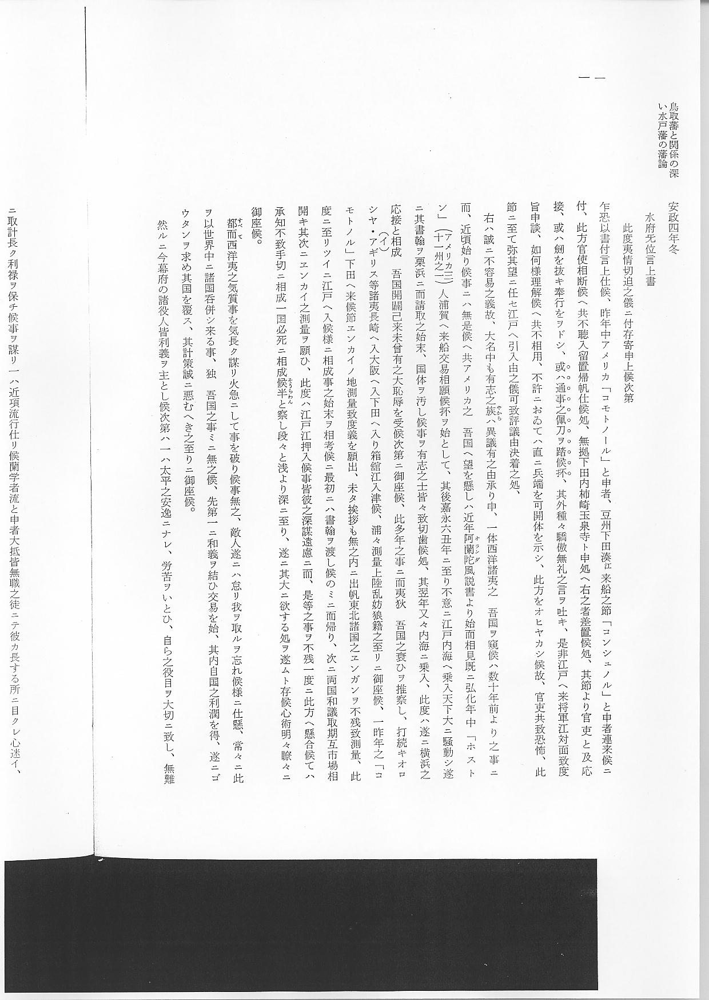 一一
鳥取藩と関係の深
い水戸藩の藩論
安政四年冬
水府旡位言上書
此度夷情切迫之儀ニ付存寄申上候次第
乍恐以書付言上仕候、昨年中アメリカ「コモトノール」と申者、豆州下田湊江来船之節「コンシュノル」と申者連来候ニ
付、此方官使相断候へ共不聴入留置帰帆仕候処、無拠下田内柿崎玉泉寺ト申処へ右之者差置候処、其節より官吏と及応
接、或ハ劍を抜キ奉行をヲドシ、或ハ通事之佩刀ヲ踏候抔、其外種々驕傲無礼之言ヲ吐キ、是非江戸へ来将軍江対面致度
旨申談、如何様理解候へ共不相用、不許ニおゐてハ直ニ兵端を可開体を示シ、此方をオヒヤカシ候故、官吏共致恐怖、此
節ニ至て弥其望ニ任セ江戸へ引入由之儀可致評議由決着之処、
右ハ誠ニ不容易之義故、大名中も有志之族やからハ異議有之由承り申、一体西洋諸夷之　吾国ヲ窺候ハ数十年前より之事ニ
而、近頃始り候事ニハ無是候へ共アメリカ之　吾国へ望を懸しハ近年阿蘭陀オランダ風説書より始而相見既ニ弘化年中「ホスト
ン」（アメリカ三十一州之一）人浦賀へ来船交易相願候抔ヲ始として、其後嘉永六丑年ニ至り不意ニ江戸内海へ乗入天下大ニ騒動シ遂
ニ其書翰ヲ栗浜ニ而請取之始末、国体ヲ汚し候事ヲ有志之士皆々致切歯候処、其翌年又々内海ニ乗入、此度ハ遂ニ横浜之
応接と相成　吾国開闢己来未曾有之大恥辱を受候次第ニ御座候、此多年之事ニ而夷狄　吾国之衰ひヲ推察し、打続キオロ
シヤ・アギリス（イ）等諸夷長崎へ入大阪へ入下田へ入り箱舘江入津候、浦々測量上陸乱妨狼籍之至リニ御座候、一昨年之「コ
モトノル」下田へ来候節ヱンカイノ地測量致度義を願出、未タ挨拶も無之内ニ出帆東北諸国之ヱンガンヲ不残致測量、此
度ニ至リツイニ江戸へ入候様ニ相成事之始末ヲ相考候ニ最初ニハ書翰ヲ渡し候のミニ而帰り、次ニ両国和議取期互市場相
開キ其次ニヱンカイ之測量ヲ願ひ、此度ハ江戸江押入候事皆彼之深謀遠慮ニ而、是等之事ヲ不残一度ニ此方へ懸合候てハ
承知不致手切ニ相成一国必死ニ相成候半そうらわんと察し段々と浅より深ニ至り、遂ニ其大ニ欲する処ヲ遂ムト存候心術明々瞭々ニ
御座候。
都而すべて西洋夷之気質事を気長ク謀リ火急ニして事を破り候事無之、敵人遂ニハ怠リ我ヲ取ルヲ忘れ候様ニ仕懸、常々ニ此
ヲ以世界中ニ諸国呑併シ来る事、独　吾国之事ミニ無之候、先第一ニ和義ヲ結ひ交易を始、其内自国之利潤を得、遂ニゴ
ウタンヲ求め其国を覆ス、其計策誠ニ悪むへき之至りニ御座候。
然ルニ今幕府の諸役人皆利義ヲ主とし候次第ハ一ハ太平之安逸ニナレ、労苦ヲいとひ、自ら之役目ヲ大切ニ致し、無難
ニ取計長ク利禄ヲ保チ候事ヲ謀リ一ハ近項流行仕リ候蘭学者流と申者大抵皆無職之徒ニテ彼カ長する所ニ目クレ心迷イ、